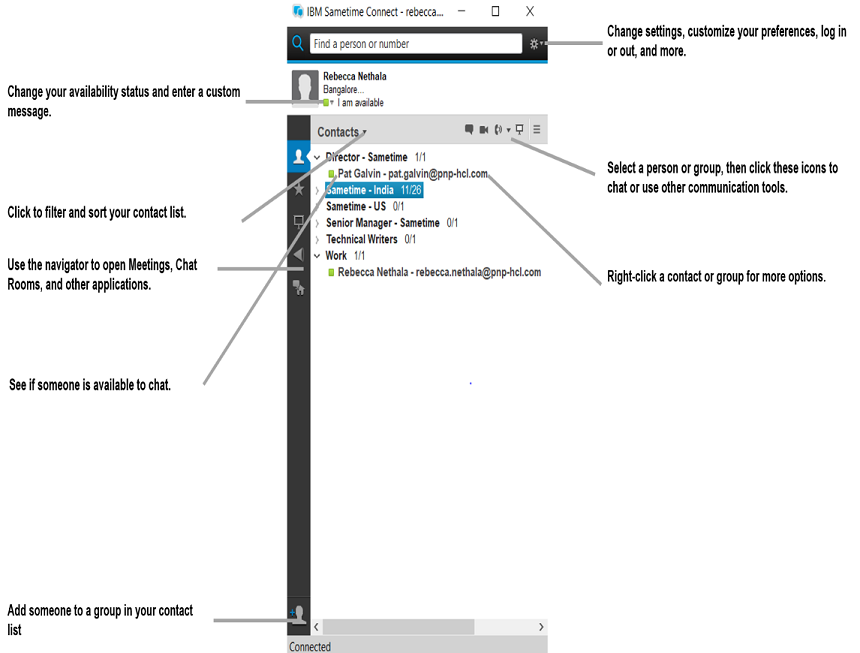 IBM Sametime Connect - rebecca...
Find a person or number
Rebecca Nethala
Bangalore...
I am available
Contacts
Director - Sametime 1/1
Pat Galvin - pat.galvin@pnp-hcl.com
Sametime - India 11/26
Sametime - US 0/1
Senior Manager - Sametime 0/1
Technical Writers 0/1
Work 1/1
Rebecca Nethala - rebecca.nethala@pnp-hcl.com
Connected
Change your availability status and enter a custom
message.
Click to filter and sort your contact list.
Use the navigator to open Meetings, Chat
Rooms, and other applications.
See if someone is available to chat.
Add someone to a group in your contact
list
Change settings, customize your preferences, log in
or out, and more.
Select a person or group, then click these icons to
chat or use other communication tools.
Right-click a contact or group for more options.